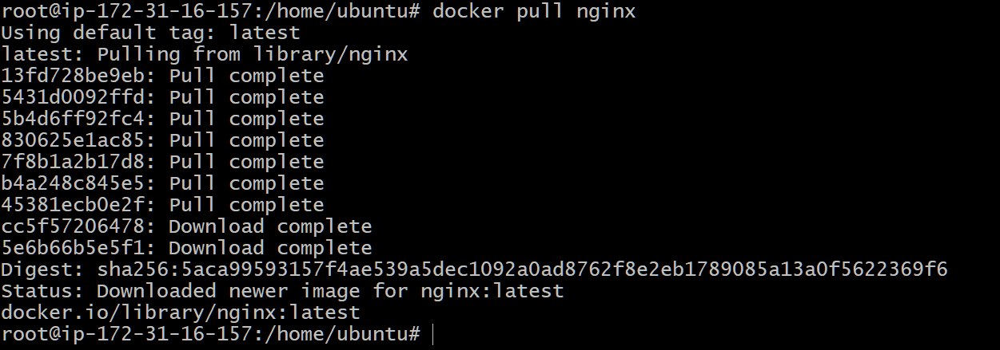 root@ip-172-31-16-157:/home/ubuntu# docker pull nginx
Using default tag: latest
latest: Pulling from library/nginx
13fd728be9eb: Pull complete
5431d0092ffd: Pull complete
5b4d6ff92fc4: Pull complete
830625e1ac85: Pull complete
7f8b1a2b17d8: Pull complete
b4a248c845e5: Pull complete
45381ecb0e2f: Pull complete
cc5f57206478: Download complete
5e6b66b5e5f1: Download complete
Digest: sha256:5aca99593157f4ae539a5dec1092a0ad8762f8e2eb1789085a13a0f5622369f6
Status: Downloaded newer image for nginx:latest
docker.io/library/nginx:latest
root@ip-172-31-16-157:/home/ubuntu#